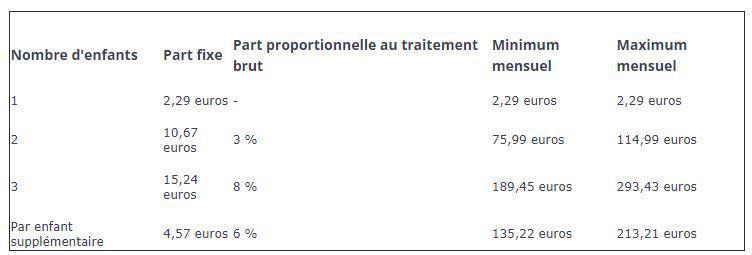 Nombre d'enfants Part fixe Part proportionnelle au traitement brut Minimum mensuel Maximum mensuel
1 2,29 euros - 2,29 euros 2,29 euros
2 10,67 euros 3 % 75,99 euros 114,99 euros
3 15,24 euros 8 % 189,45 euros 293,43 euros
Par enfant supplémentaire 4,57 euros 6 % 135,22 euros 213,21 euros